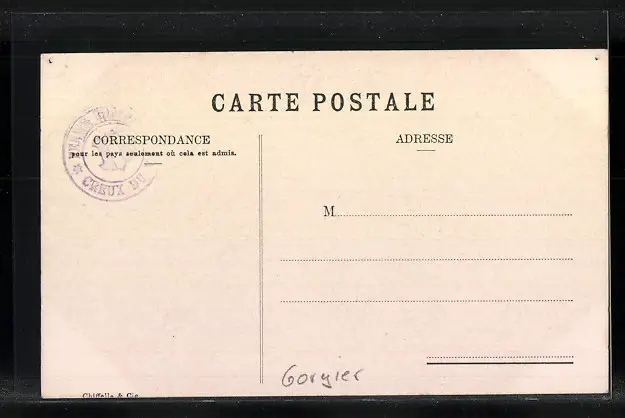 CARTE POSTALE
CORRESPONDANCE
pour les pays seulement où cela est admis.
ADRESSE
M
CREUX DU
Gorgier
Chiffelle & Cie